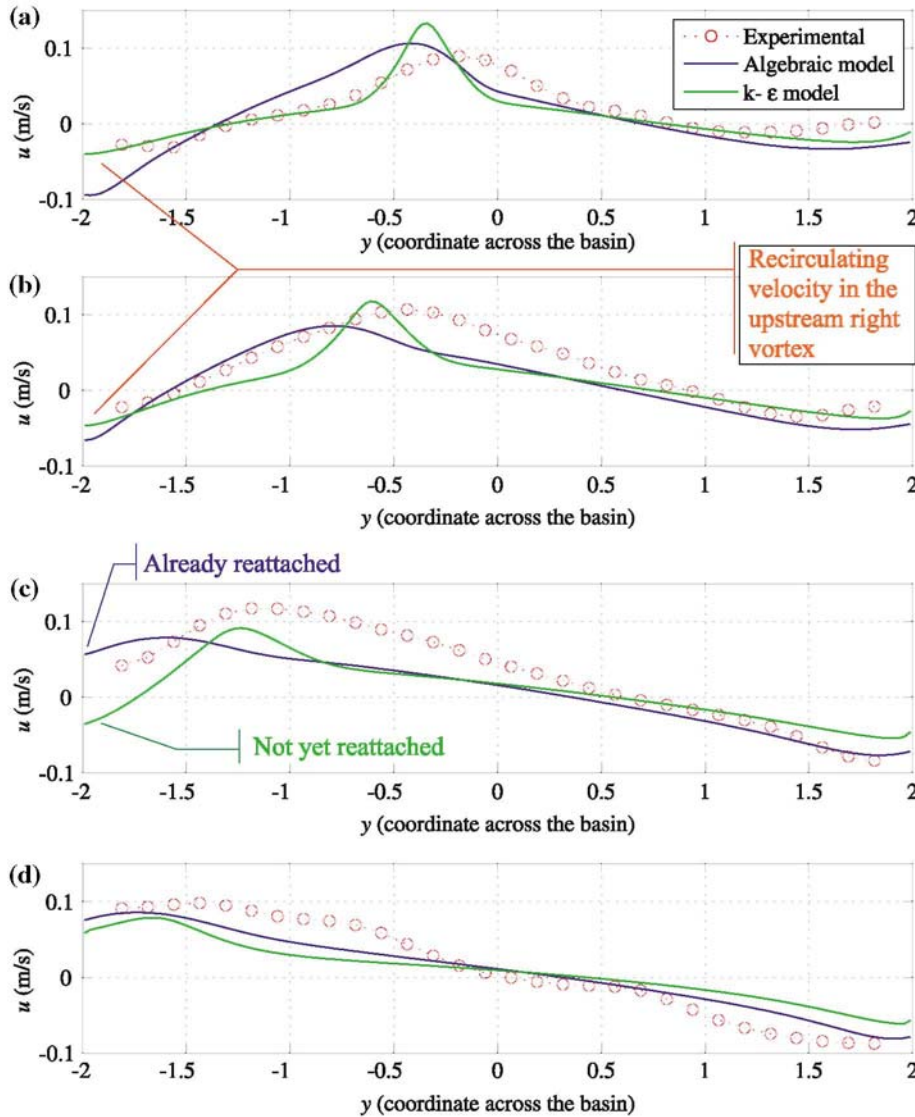 (a)
0.1
0
-0.1
u (m/s)
-2 -1.5 -1 -0.5 0 0.5 1 1.5 2
y (coordinate across the basin)
Experimental
Algebraic model
k- ε model
Recirculating
velocity in the
upstream right
vortex
(b)
0.1
0
-0.1
u (m/s)
-2 -1.5 -1 -0.5 0 0.5 1 1.5 2
y (coordinate across the basin)
Already reattached
(c)
0.1
0
-0.1
u (m/s)
Not yet reattached
-2 -1.5 -1 -0.5 0 0.5 1 1.5 2
y (coordinate across the basin)
(d)
0.1
0
-0.1
u (m/s)
-2 -1.5 -1 -0.5 0 0.5 1 1.5 2
y (coordinate across the basin)